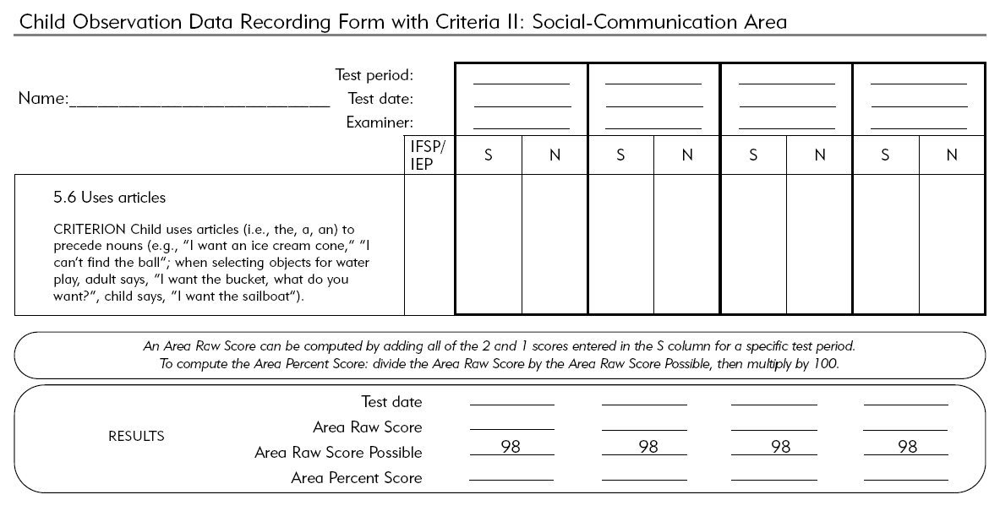 Child Observation Data Recording Form with Criteria II: Social-Communication Area
Test period:
Name: Test date:
Examiner:
IFSP/
IEP
S N S N S N S N
5.6 Uses articles
CRITERION Child uses articles (i.e., the, a, an) to
precede nouns (e.g., “I want an ice cream cone,” “I
can’t find the ball“; when selecting objects for water
play, adult says, “I want the bucket, what do you
want?”, child says, “I want the sailboat“).
An Area Raw Score can be computed by adding all of the 2 and 1 scores entered in the S column for a specific test period.
To compute the Area Percent Score: divide the Area Raw Score by the Area Raw Score Possible, then multiply by 100.
RESULTS
Test date
Area Raw Score
Area Raw Score Possible 98 98 98 98
Area Percent Score